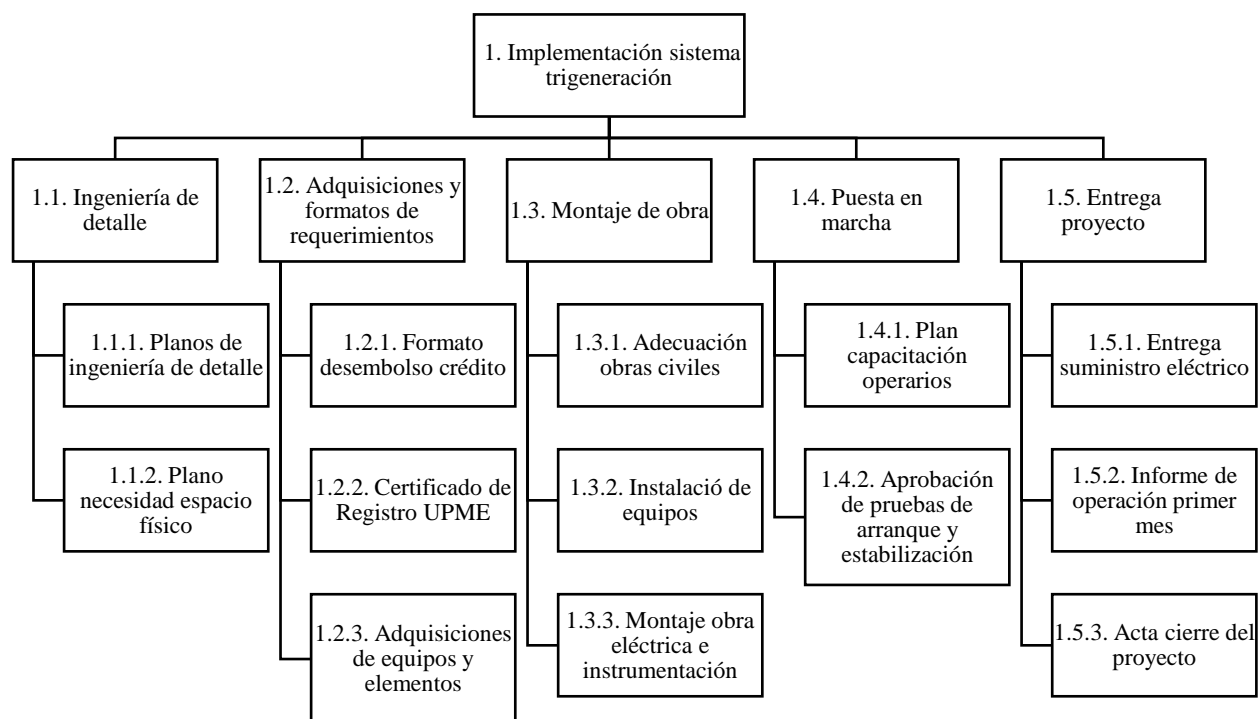 1. Implementación sistema
trigeneración
1.1. Ingeniería de
detalle
1.1.1. Planos de
ingeniería de detalle
1.1.2. Plano
necesidad espacio
físico
1.2. Adquisiciones y
formatos de
requerimientos
1.2.1. Formato
desembolso crédito
1.2.2. Certificado de
Registro UPME
1.2.3. Adquisiciones
de equipos y
elementos
1.3. Montaje de obra
1.3.1. Adecuación
obras civiles
1.3.2. Instalació de
equipos
1.3.3. Montaje obra
eléctrica e
instrumentación
1.4. Puesta en
marcha
1.4.1. Plan
capacitación
operarios
1.4.2. Aprobación
de pruebas de
arranque y
estabilización
1.5. Entrega
proyecto
1.5.1. Entrega
suministro eléctrico
1.5.2. Informe de
operación primer
mes
1.5.3. Acta cierre del
proyecto